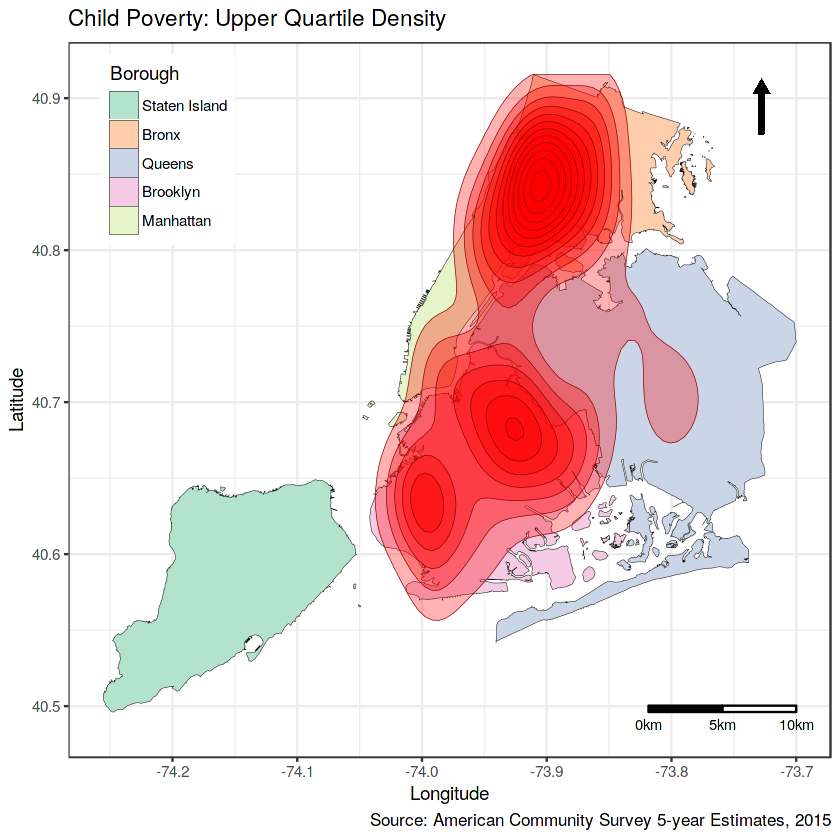 Child Poverty: Upper Quartile Density
Borough
Staten Island
Bronx
Queens
Brooklyn
Manhattan
40.9
40.8
40.7
40.6
40.5
Latitude
0km 5km 10km
-74.2 -74.1 -74.0 -73.9 -73.8 -73.7
Longitude
Source: American Community Survey 5-year Estimates, 2015